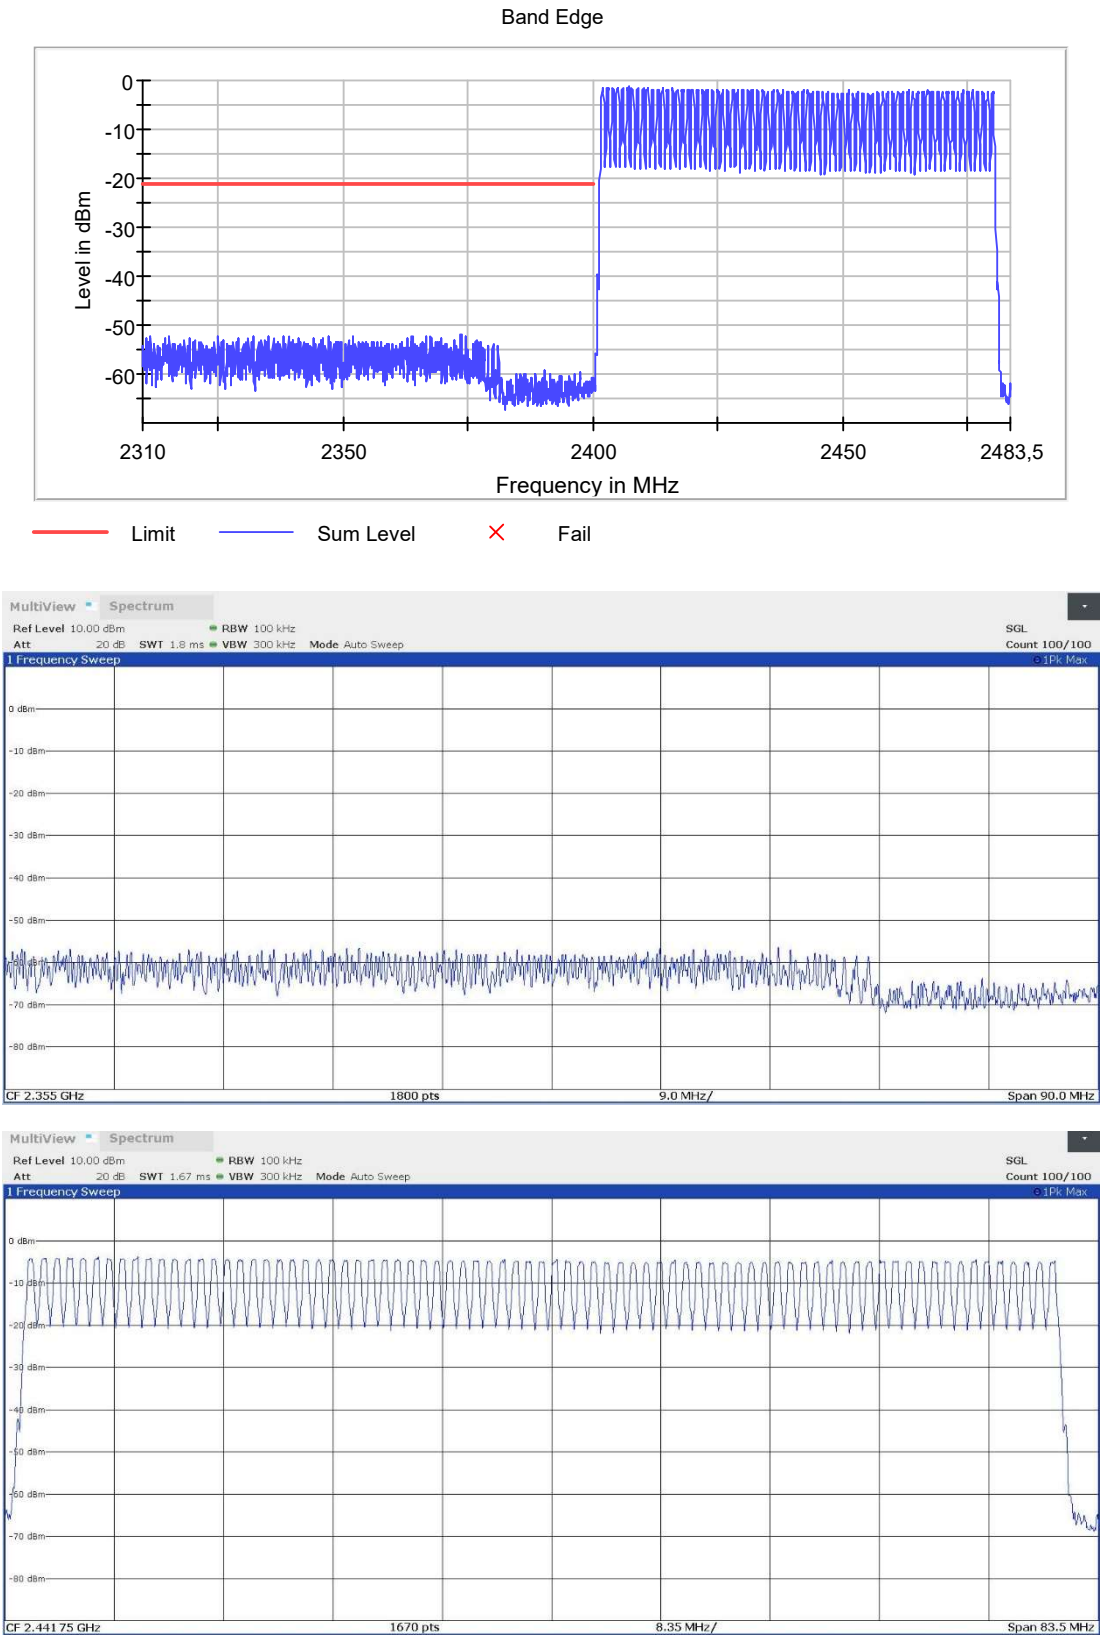 Band Edge
0
-10
-20
-30
-40
-50
-60
Level in dBm
2310 2350 2400 2450 2483,5
Frequency in MHz
Limit Sum Level Fail
MultiView Spectrum
Ref Level 10.00 dBm RBW 100 kHz SGL
Att 20 dB SWT 1.8 ms VBW 300 kHz Mode Auto Sweep Count 100/100
1 Frequency Sweep 1Pk Max
0 dBm
-10 dBm
-20 dBm
-30 dBm
-40 dBm
-50 dBm
-60 dBm
-70 dBm
-80 dBm
CF 2.355 GHz 1800 pts 9.0 MHz/ Span 90.0 MHz
MultiView Spectrum
Ref Level 10.00 dBm RBW 100 kHz SGL
Att 20 dB SWT 1.67 ms VBW 300 kHz Mode Auto Sweep Count 100/100
1 Frequency Sweep 1Pk Max
0 dBm
-10 dBm
-20 dBm
-30 dBm
-40 dBm
-50 dBm
-60 dBm
-70 dBm
-80 dBm
CF 2.44175 GHz 1670 pts 8.35 MHz/ Span 83.5 MHz